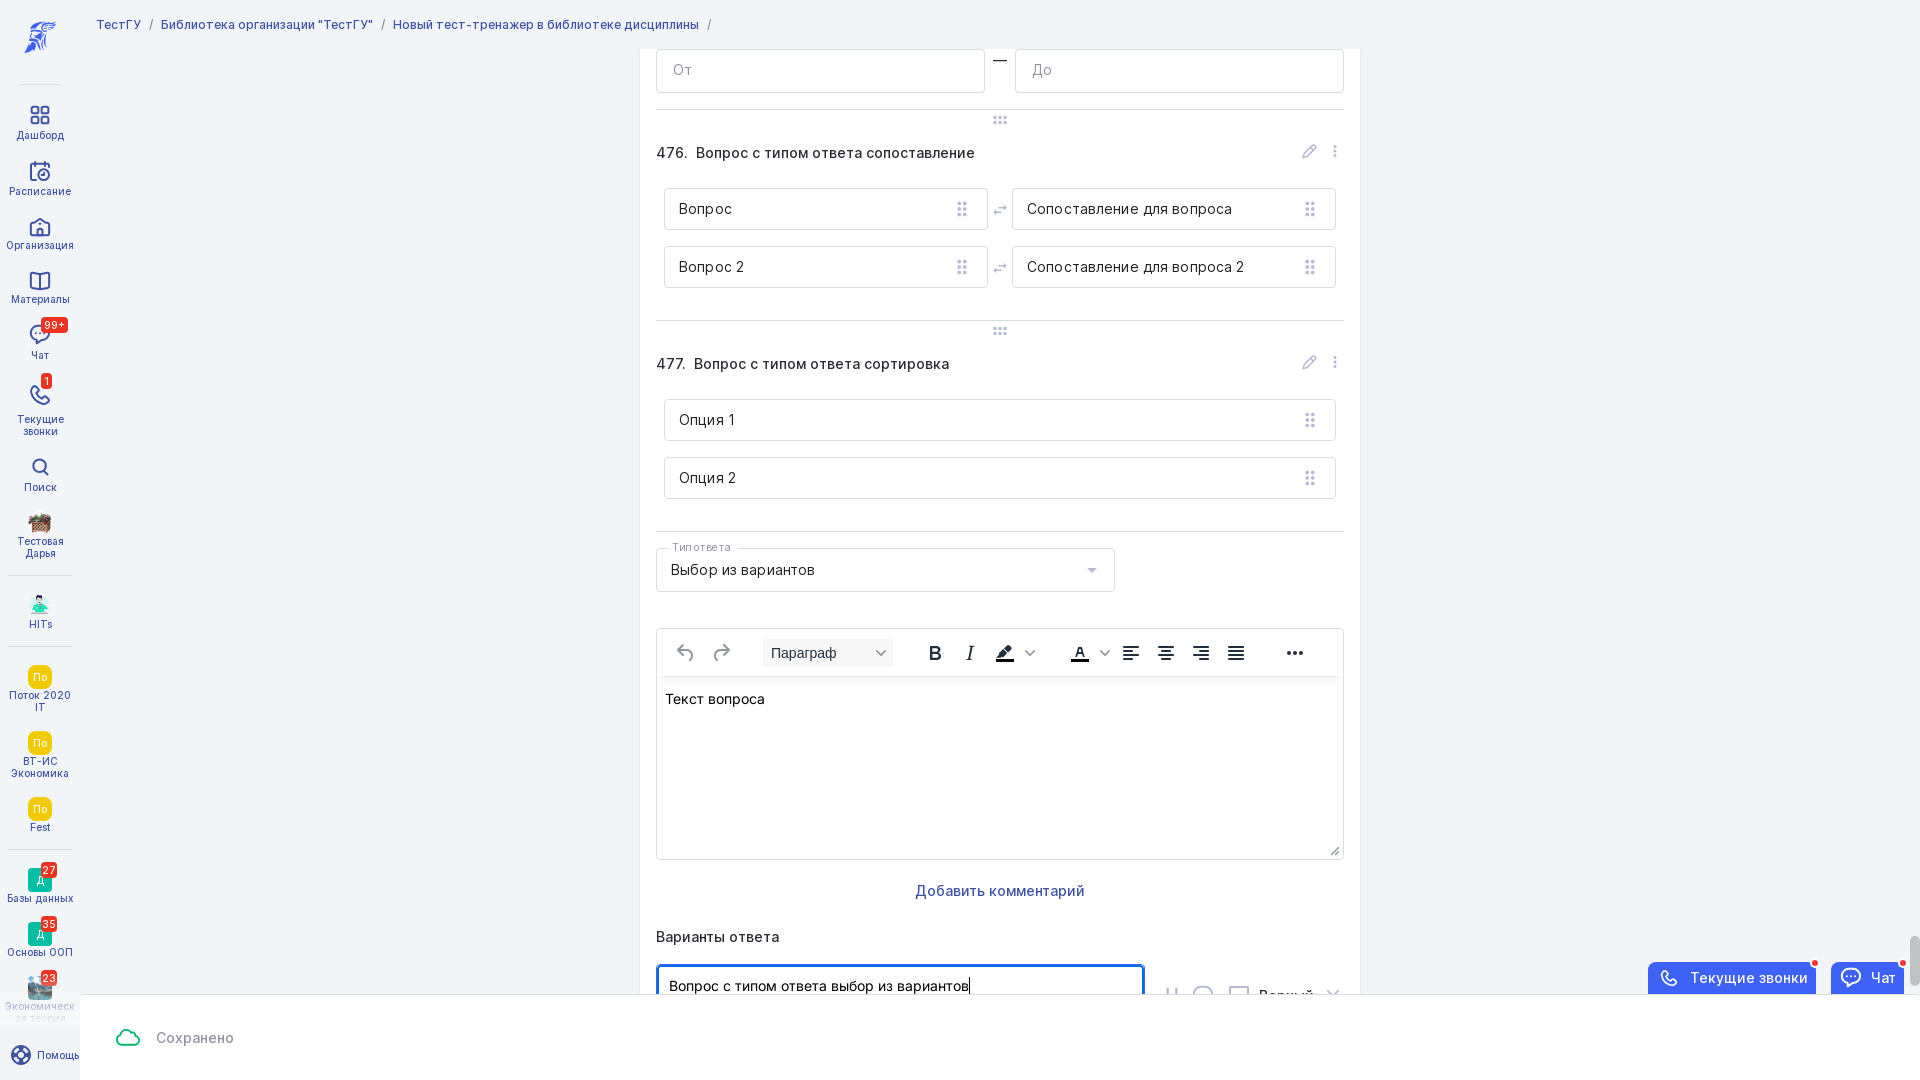 ТестГУ / Библиотека организации "ТестГУ" / Новый тест-тренажер в библиотеке дисциплины /
Дашборд
Расписание
Организация
Материалы
99+
Чат
1
Текущие
звонки
Поиск
Тестовая
Дарья
HITs
По
Поток 2020
IT
По
ВТ-ИС
Экономика
По
Fest
27
Д
Базы данных
35
Д
Основы ООП
23
Экономическ
ая теория
Помощь
От — До
476. Вопрос с типом ответа сопоставление
Вопрос
Сопоставление для вопроса
Вопрос 2
Сопоставление для вопроса 2
477. Вопрос с типом ответа сортировка
Опция 1
Опция 2
Тип ответа
Выбор из вариантов
Параграф
Текст вопроса
Добавить комментарий
Варианты ответа
Вопрос с типом ответа выбор из вариантов
Верный
Текущие звонки
Чат
Сохранено